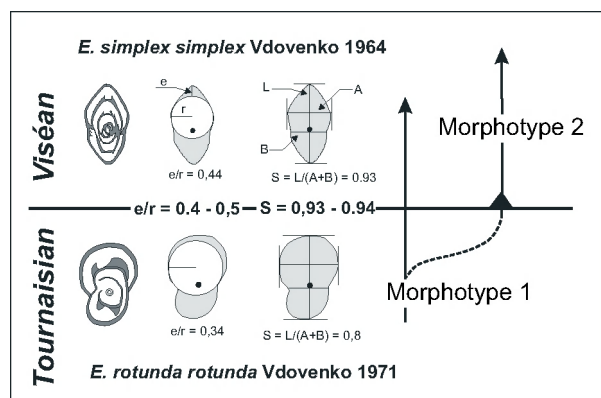 E. simplex simplex Vdovenko 1964
Viséan
e
r
e/r = 0,44
L
A
B
S = L/(A+B) = 0.93
Morphotype 2
e/r = 0.4 - 0,5
S = 0,93 - 0.94
Tournaisian
e/r = 0,34
S = L/(A+B) = 0,8
Morphotype 1
E. rotunda rotunda Vdovenko 1971